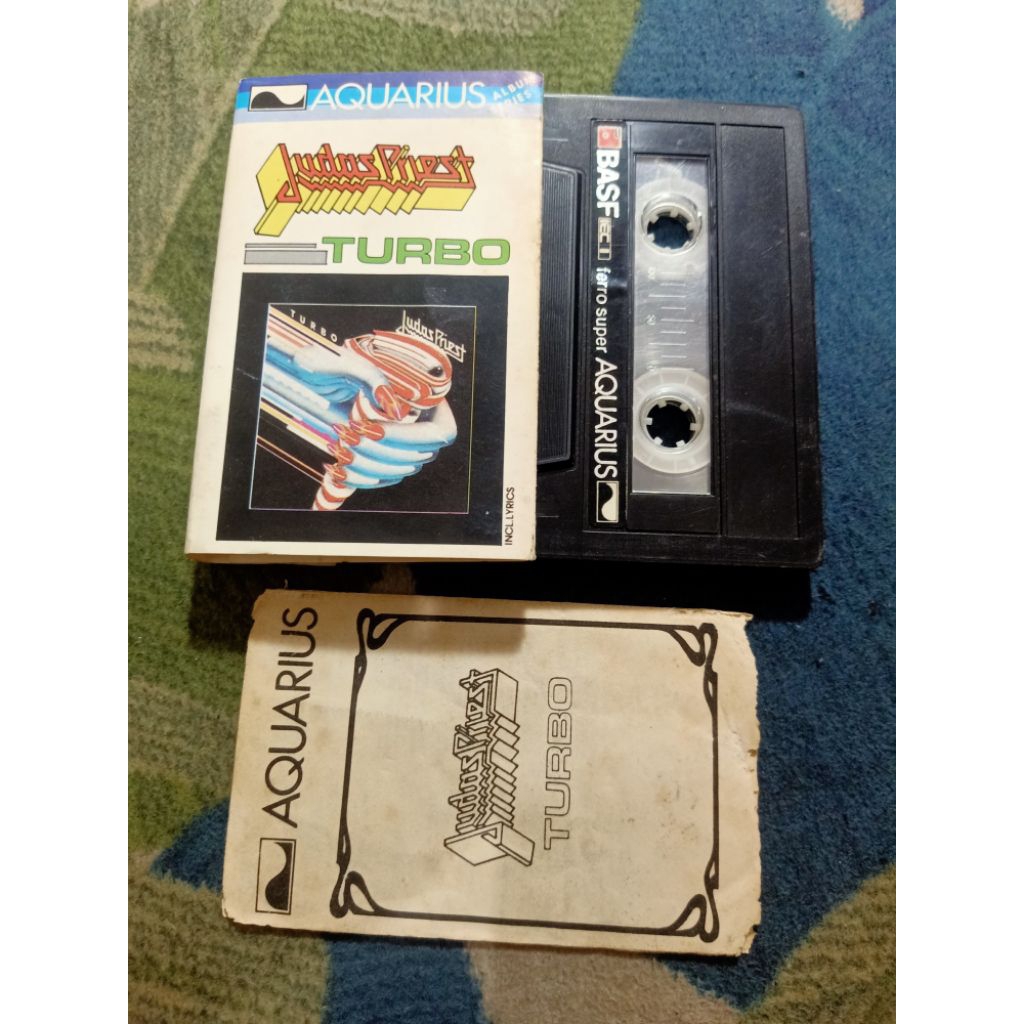 AQUARIUS
ALBUM
SERIES
Judas Priest
TURBO
TURBO
Judas Priest
INCL.LYRICS
BASF IEC I ferro super AQUARIUS
AQUARIUS
Judas Priest
TURBO